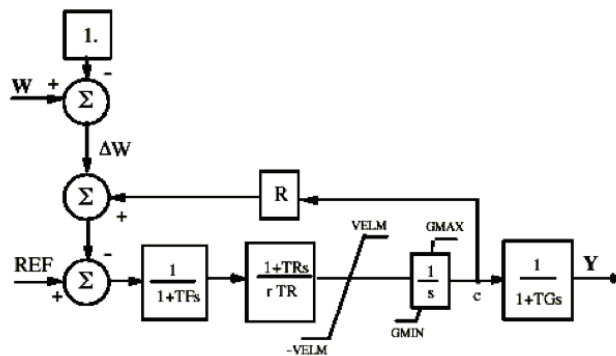 1.
-
W
+
Σ
ΔW
Σ
+
R
VELM
GMAX
REF
-
+
Σ
1
1+TFs
1+TRs
r TR
-VELM
1
s
GMIN
c
1
1+TGs
Y